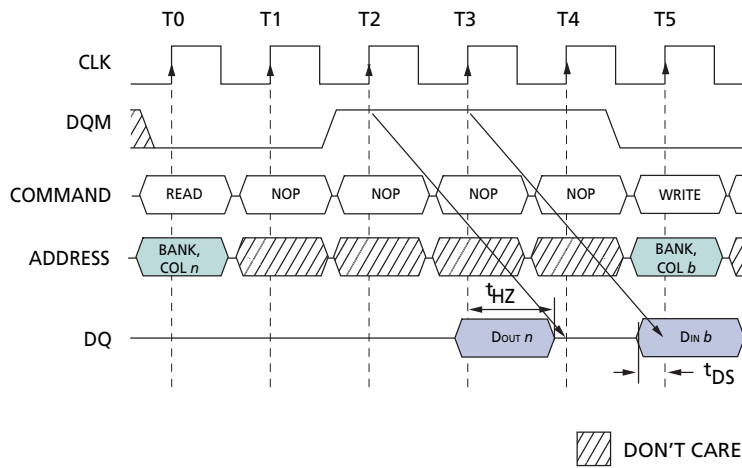 T0 T1 T2 T3 T4 T5
CLK
DQM
COMMAND READ NOP NOP NOP NOP WRITE
ADDRESS BANK, COL n BANK, COL b
tHZ
DQ DOUT n DIN b
tDS
DON'T CARE